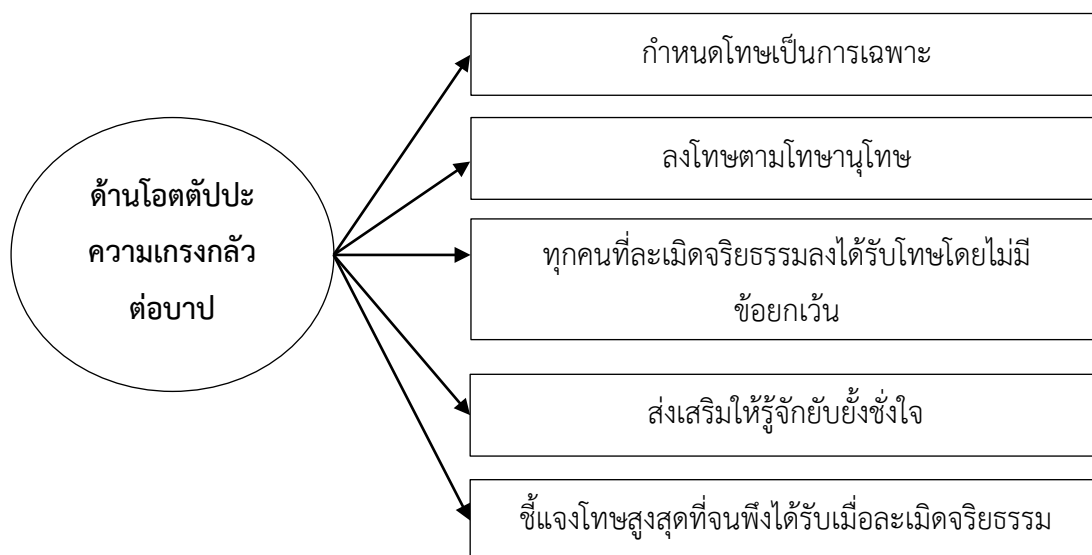 ด้านโอตตัปปะ
ความเกรงกลัว
ต่อบาป
กำหนดโทษเป็นการเฉพาะ
ลงโทษตามโทษานุโทษ
ทุกคนที่ละเมิดจริยธรรมลงได้รับโทษโดยไม่มี
ข้อยกเว้น
ส่งเสริมให้รู้จักยับยั้งชั่งใจ
ชี้แจงโทษสูงสุดที่จนพึงได้รับเมื่อละเมิดจริยธรรม